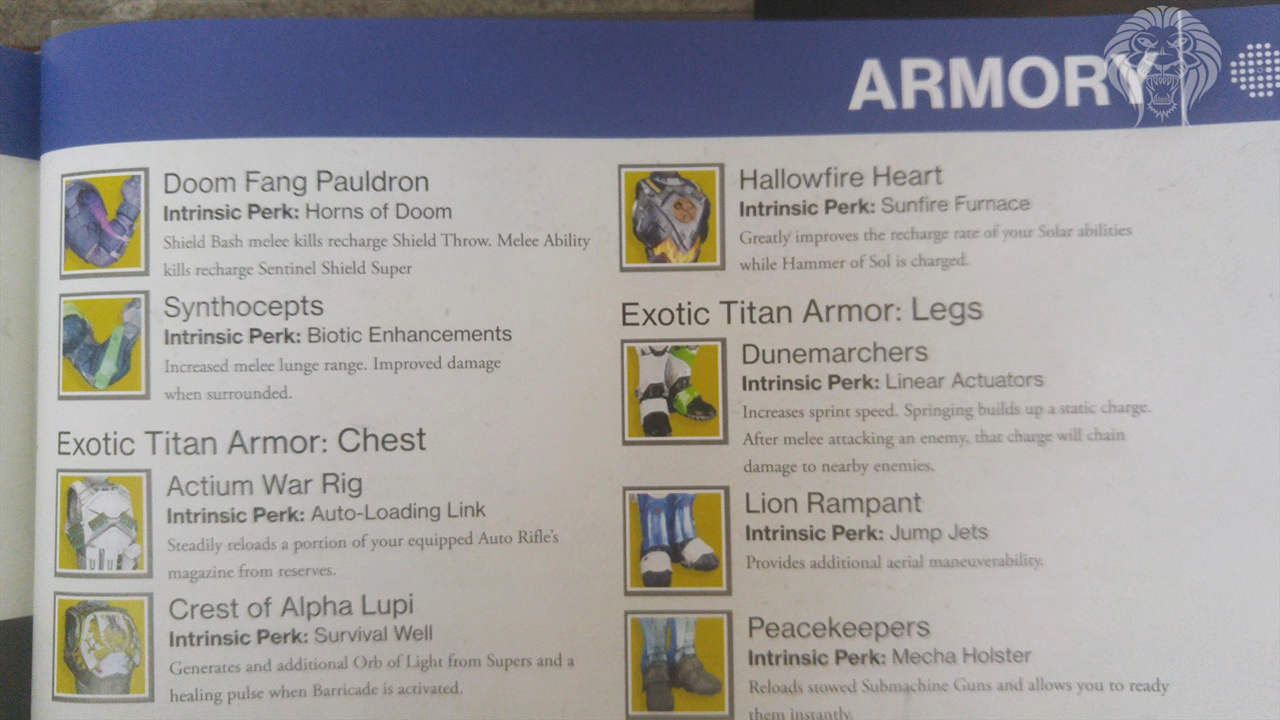 ARMORY
Doom Fang Pauldron
Intrinsic Perk: Horns of Doom
Shield Bash melee kills recharge Shield Throw. Melee Ability
kills recharge Sentinel Shield Super
Synthocepts
Intrinsic Perk: Biotic Enhancements
Increased melee lunge range. Improved damage
when surrounded.
Exotic Titan Armor: Chest
Actium War Rig
Intrinsic Perk: Auto-Loading Link
Steadily reloads a portion of your equipped Auto Rifle's
magazine from reserves.
Crest of Alpha Lupi
Intrinsic Perk: Survival Well
Generates and additional Orb of Light from Supers and a
healing pulse when Barricade is activated.
Hallowfire Heart
Intrinsic Perk: Sunfire Furnace
Greatly improves the recharge rate of your Solar abilities
while Hammer of Sol is charged.
Exotic Titan Armor: Legs
Dunemarchers
Intrinsic Perk: Linear Actuators
Increases sprint speed. Springing builds up a static charge.
After melee attacking an enemy, that charge will chain
damage to nearby enemies.
Lion Rampant
Intrinsic Perk: Jump Jets
Provides additional aerial maneuverability.
Peacekeepers
Intrinsic Perk: Mecha Holster
Reloads stowed Submachine Guns and allows you to ready
them instantly.